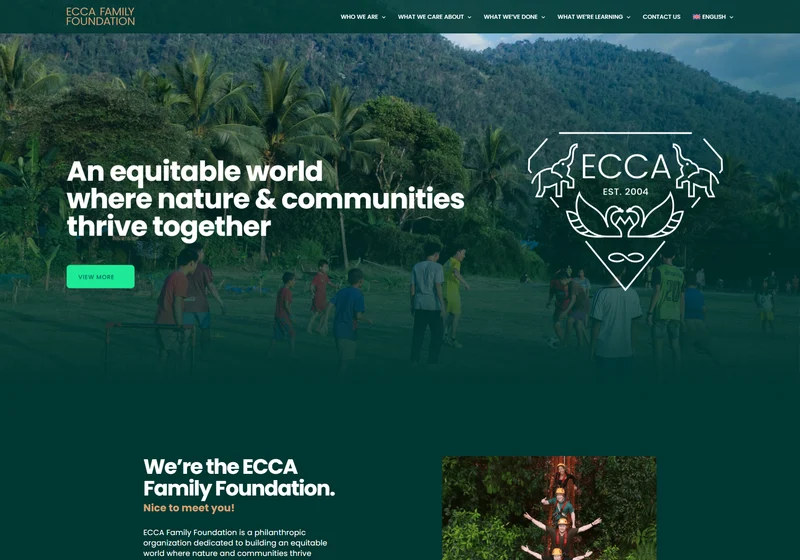 ECCA FAMILY
FOUNDATION
WHO WE ARE
WHAT WE CARE ABOUT
WHAT WE'VE DONE
WHAT WE'RE LEARNING
CONTACT US
ENGLISH
An equitable world
where nature & communities
thrive together
VIEW MORE
ECCA
EST. 2004
We're the ECCA
Family Foundation.
Nice to meet you!
ECCA Family Foundation is a philanthropic
organization dedicated to building an equitable
world where nature and communities thrive